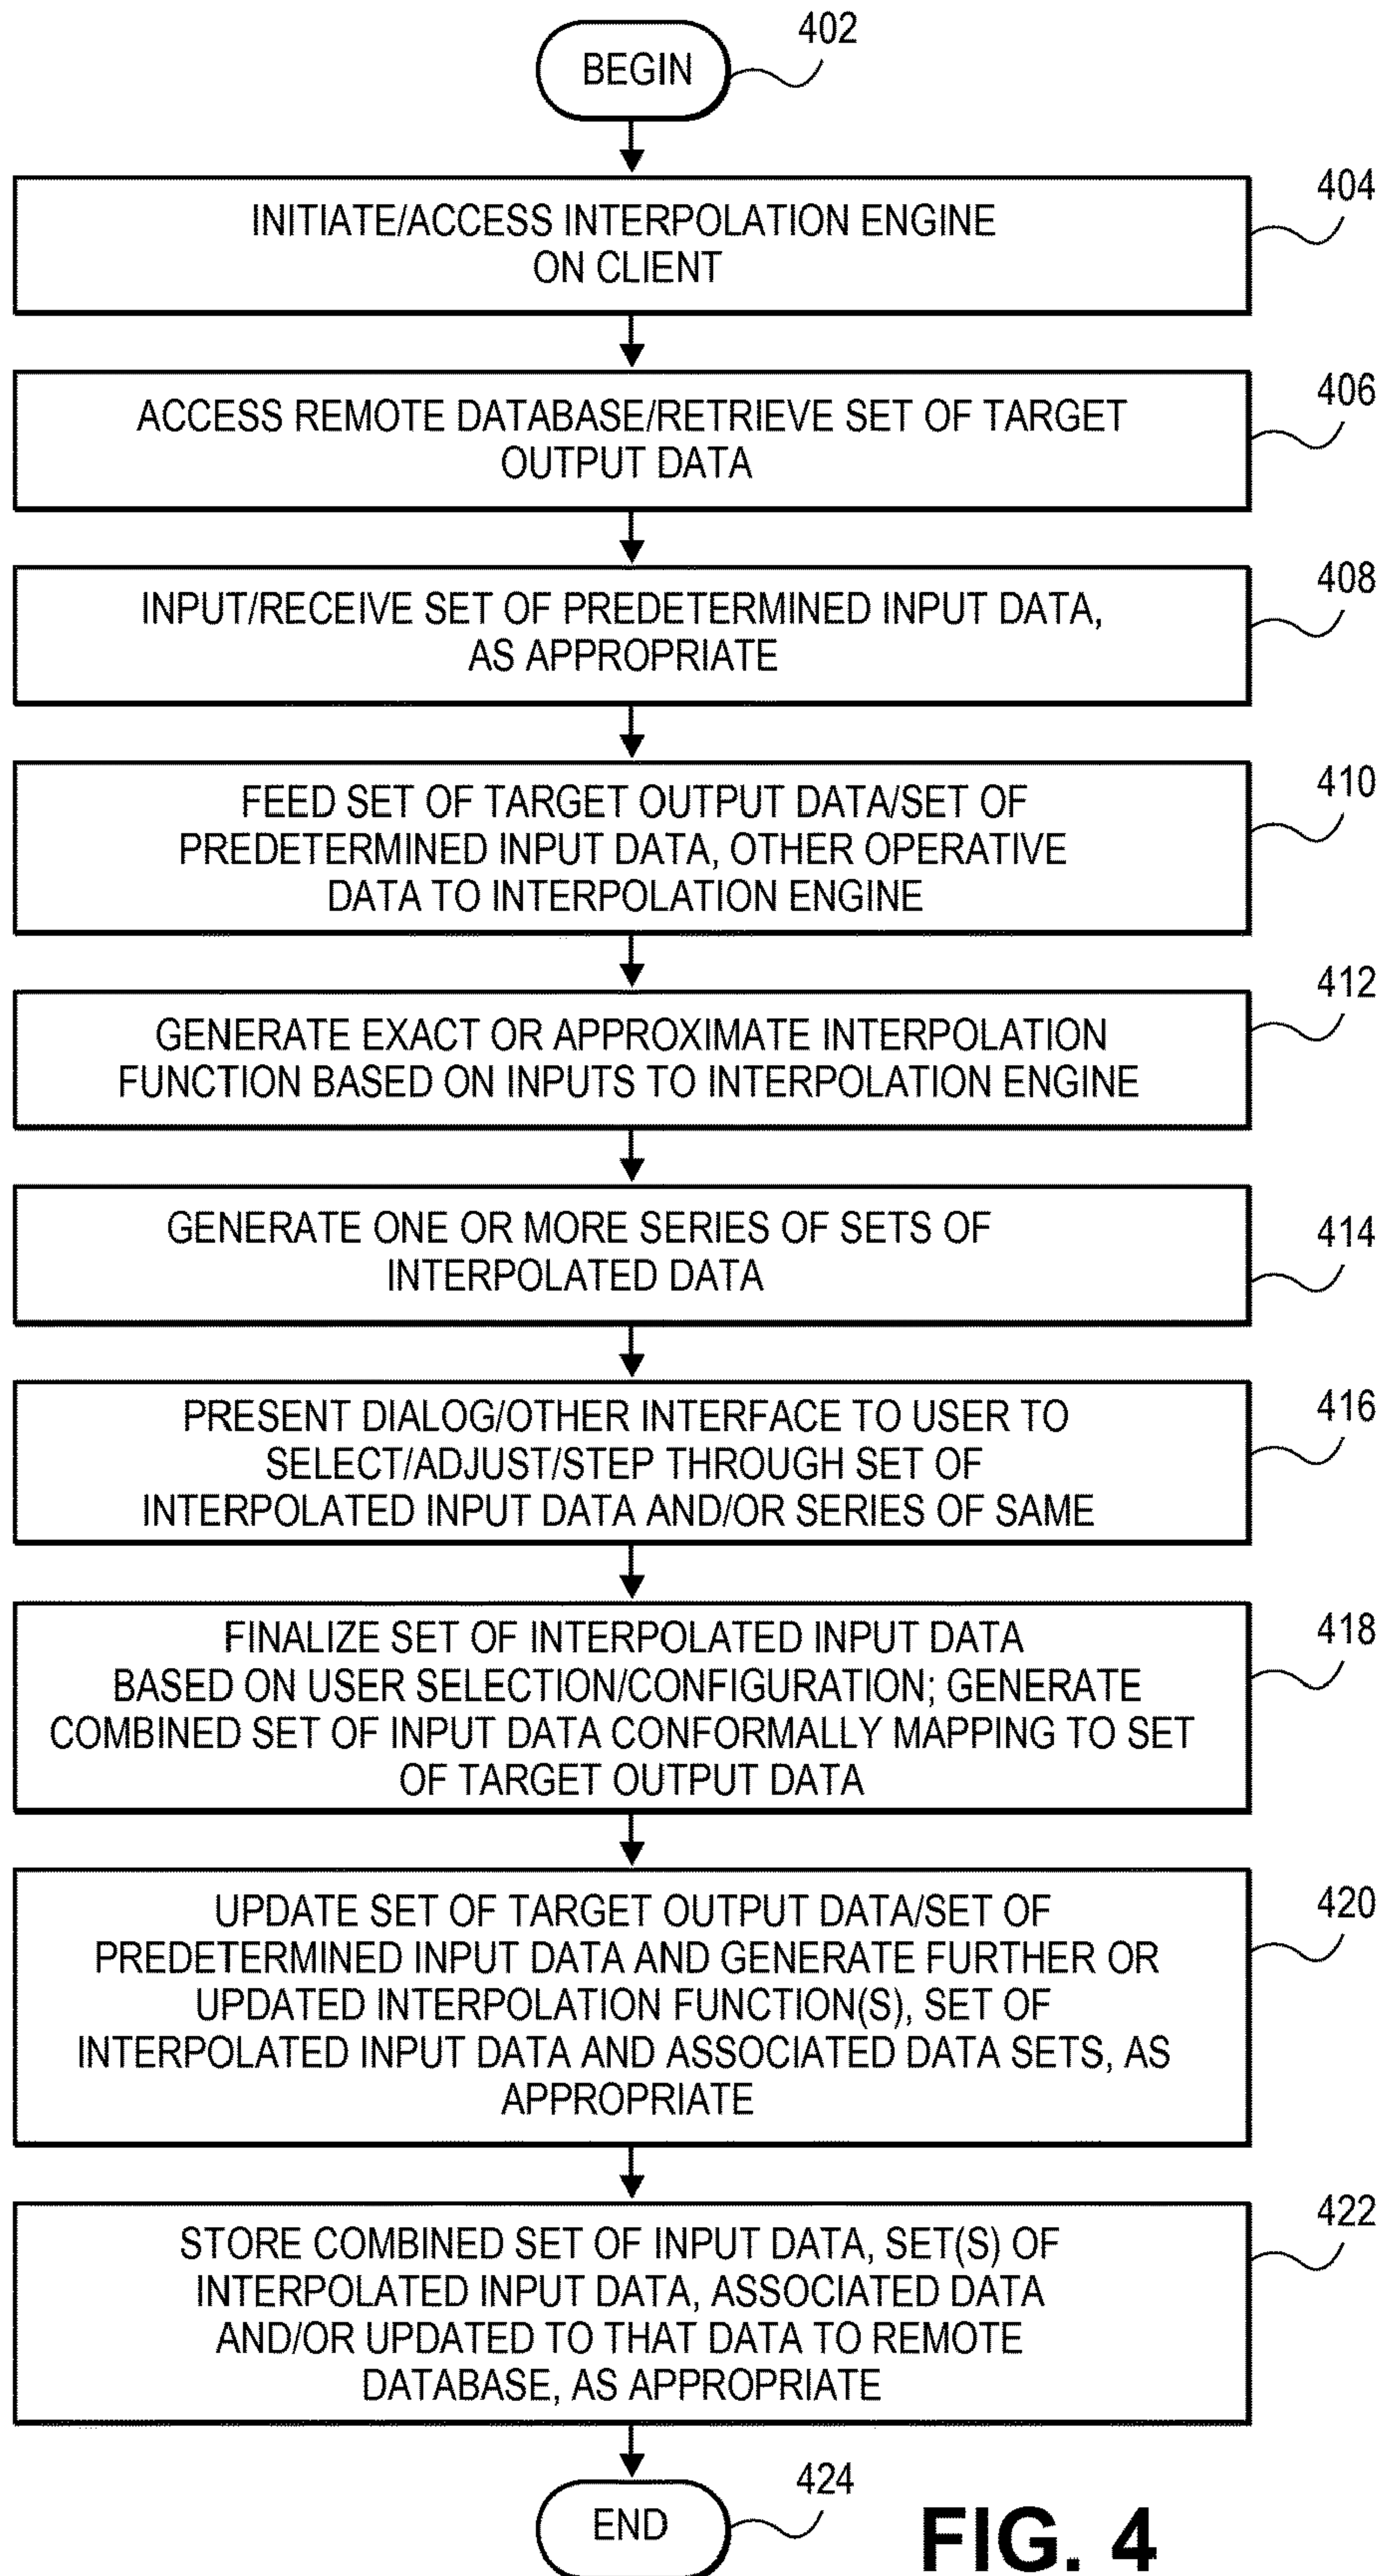 402
BEGIN
404
INITIATE/ACCESS INTERPOLATION ENGINE
ON CLIENT
406
ACCESS REMOTE DATABASE/RETRIEVE SET OF TARGET
OUTPUT DATA
408
INPUT/RECEIVE SET OF PREDETERMINED INPUT DATA,
AS APPROPRIATE
410
FEED SET OF TARGET OUTPUT DATA/SET OF
PREDETERMINED INPUT DATA, OTHER OPERATIVE
DATA TO INTERPOLATION ENGINE
412
GENERATE EXACT OR APPROXIMATE INTERPOLATION
FUNCTION BASED ON INPUTS TO INTERPOLATION ENGINE
414
GENERATE ONE OR MORE SERIES OF SETS OF
INTERPOLATED DATA
416
PRESENT DIALOG/OTHER INTERFACE TO USER TO
SELECT/ADJUST/STEP THROUGH SET OF
INTERPOLATED INPUT DATA AND/OR SERIES OF SAME
418
FINALIZE SET OF INTERPOLATED INPUT DATA
BASED ON USER SELECTION/CONFIGURATION; GENERATE
COMBINED SET OF INPUT DATA CONFORMALLY MAPPING TO SET
OF TARGET OUTPUT DATA
420
UPDATE SET OF TARGET OUTPUT DATA/SET OF
PREDETERMINED INPUT DATA AND GENERATE FURTHER OR
UPDATED INTERPOLATION FUNCTION(S), SET OF
INTERPOLATED INPUT DATA AND ASSOCIATED DATA SETS, AS
APPROPRIATE
422
STORE COMBINED SET OF INPUT DATA, SET(S) OF
INTERPOLATED INPUT DATA, ASSOCIATED DATA
AND/OR UPDATED TO THAT DATA TO REMOTE
DATABASE, AS APPROPRIATE
424
END
FIG. 4